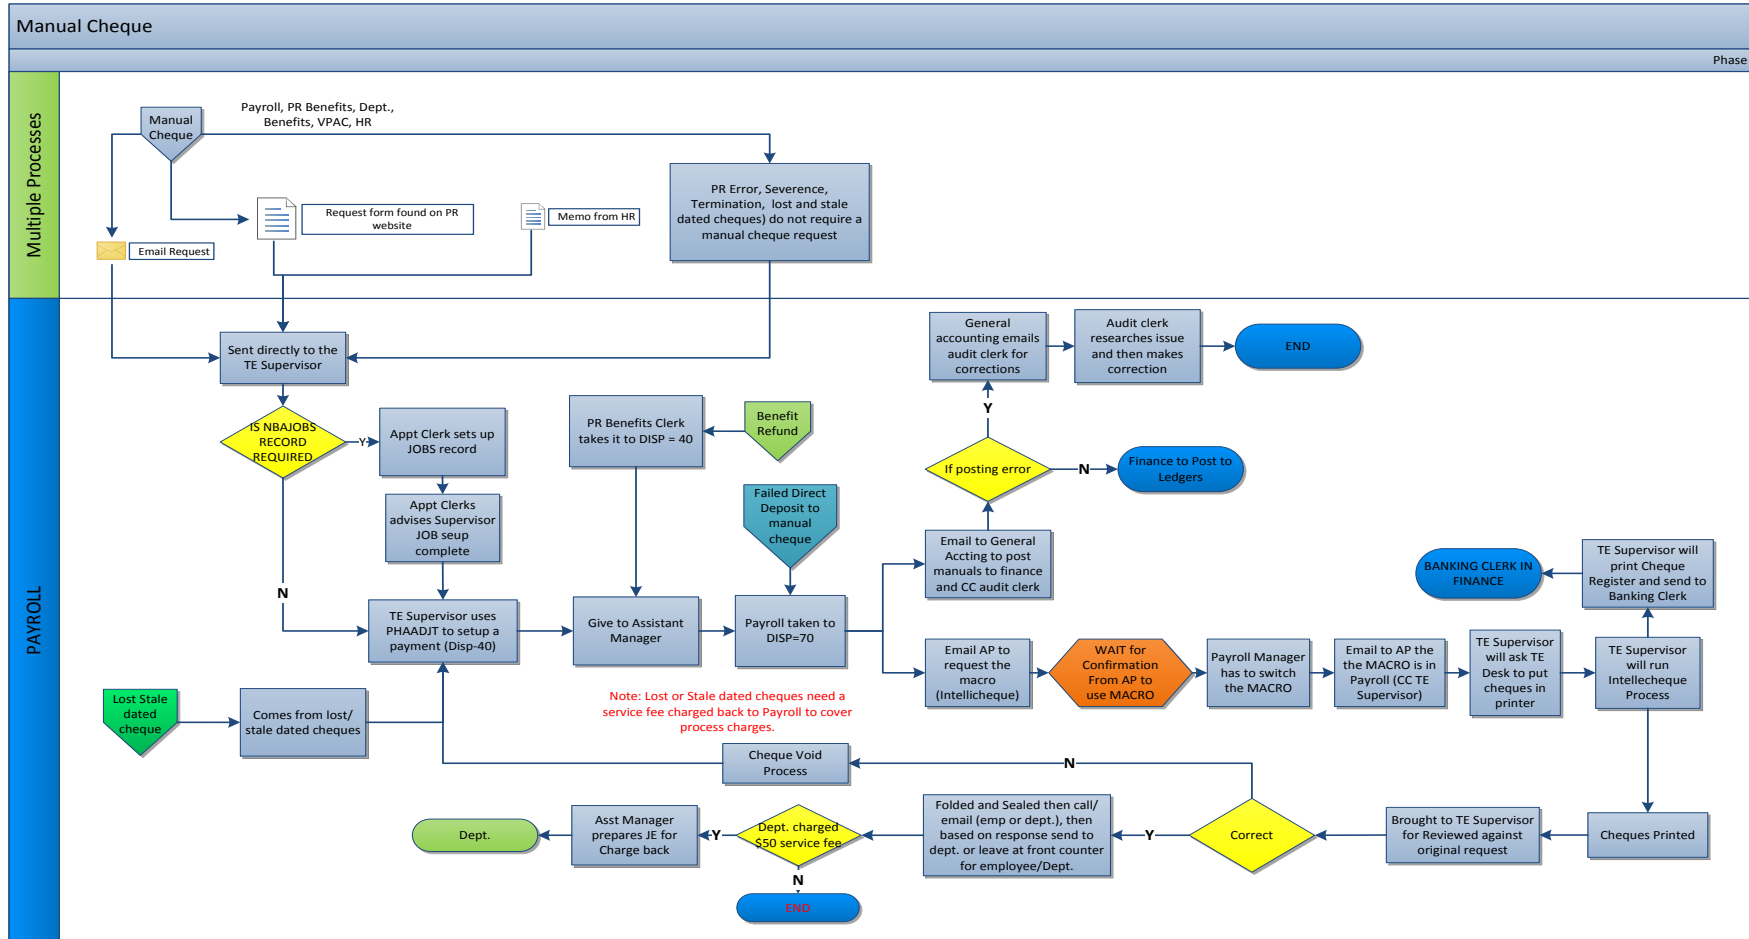 Manual Cheque
Phase
Multiple Processes
Manual
Cheque
Payroll, PR Benefits, Dept.,
Benefits, VPAC, HR
Email Request
Request form found on PR
website
Memo from HR
PR Error, Severence,
Termination, lost and stale
dated cheques) do not require a
manual cheque request
PAYROLL
Sent directly to the
TE Supervisor
IS NBAJOBS
RECORD
REQUIRED
Y
N
Appt Clerk sets up
JOBS record
Appt Clerks
advises Supervisor
JOB seup
complete
TE Supervisor uses
PHAADJT to setup a
payment (Disp-40)
PR Benefits Clerk
takes it to DISP = 40
Benefit
Refund
Failed Direct
Deposit to
manual
cheque
Give to Assistant
Manager
Payroll taken to
DISP=70
General
accounting emails
audit clerk for
corrections
Audit clerk
researches issue
and then makes
correction
END
Y
If posting error
N
Finance to Post to
Ledgers
Email to General
Accting to post
manuals to finance
and CC audit clerk
Email AP to
request the
macro
(Intellicheque)
WAIT for
Confirmation
From AP to
use MACRO
Payroll Manager
has to switch
the MACRO
Email to AP the
the MACRO is in
Payroll (CC TE
Supervisor)
TE Supervisor
will ask TE
Desk to put
cheques in
printer
TE Supervisor
will run
Intellecheque
Process
TE Supervisor will
print Cheque
Register and send to
Banking Clerk
BANKING CLERK IN
FINANCE
Lost Stale
dated
cheque
Comes from lost/
stale dated cheques
Note: Lost or Stale dated cheques need a
service fee charged back to Payroll to cover
process charges.
Cheque Void
Process
N
Cheques Printed
Brought to TE Supervisor
for Reviewed against
original request
Correct
Y
Folded and Sealed then call/
email (emp or dept.), then
based on response send to
dept. or leave at front counter
for employee/Dept.
Dept. charged
$50 service fee
Y
N
END
Asst Manager
prepares JE for
Charge back
Dept.